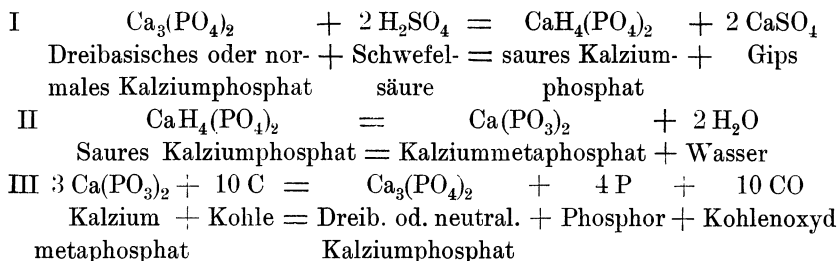 I Ca₃(PO₄)₂ + 2 H₂SO₄ = CaH₄(PO₄)₂ + 2 CaSO₄
Dreibasisches oder nor- + Schwefel- = saures Kalzium- + Gips
males Kalziumphosphat säure phosphat
II CaH₄(PO₄)₂ = Ca(PO₃)₂ + 2 H₂O
Saures Kalziumphosphat = Kalziummetaphosphat + Wasser
III 3 Ca(PO₃)₂ + 10 C = Ca₃(PO₄)₂ + 4 P + 10 CO
Kalzium + Kohle = Dreib. od. neutral. + Phosphor + Kohlenoxyd
metaphosphat Kalziumphosphat